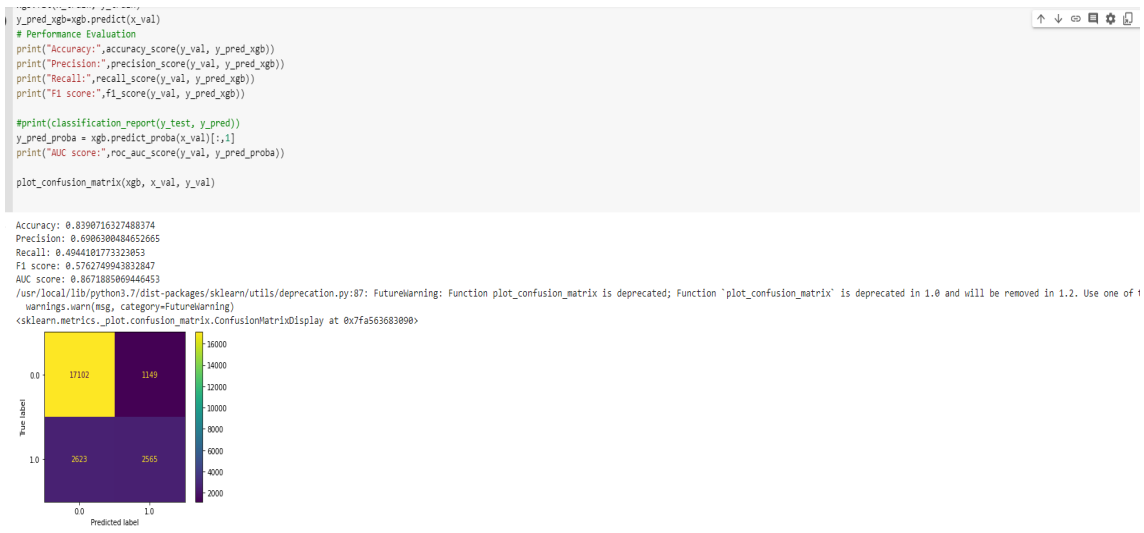 y_pred_xgb=xgb.predict(x_val)
# Performance Evaluation
print("Accuracy:",accuracy_score(y_val, y_pred_xgb))
print("Precision:",precision_score(y_val, y_pred_xgb))
print("Recall:",recall_score(y_val, y_pred_xgb))
print("F1 score:",f1_score(y_val, y_pred_xgb))
#print(classification_report(y_test, y_pred))
y_pred_proba = xgb.predict_proba(x_val)[:,1]
print("AUC score:",roc_auc_score(y_val, y_pred_proba))
plot_confusion_matrix(xgb, x_val, y_val)
Accuracy: 0.8390716327488374
Precision: 0.6906300484652665
Recall: 0.4944101773323053
F1 score: 0.5762749943832847
AUC score: 0.8671885069446453
/usr/local/lib/python3.7/dist-packages/sklearn/utils/deprecation.py:87: FutureWarning: Function plot_confusion_matrix is deprecated; Function `plot_confusion_matrix` is deprecated in 1.0 and will be removed in 1.2. Use one of
warnings.warn(msg, category=FutureWarning)
<sklearn.metrics._plot.confusion_matrix.ConfusionMatrixDisplay at 0x7fa563683090>
16000
14000
12000
10000
8000
6000
4000
2000
0.0
17102
1149
True label
1.0
2623
2565
0.0
1.0
Predicted label